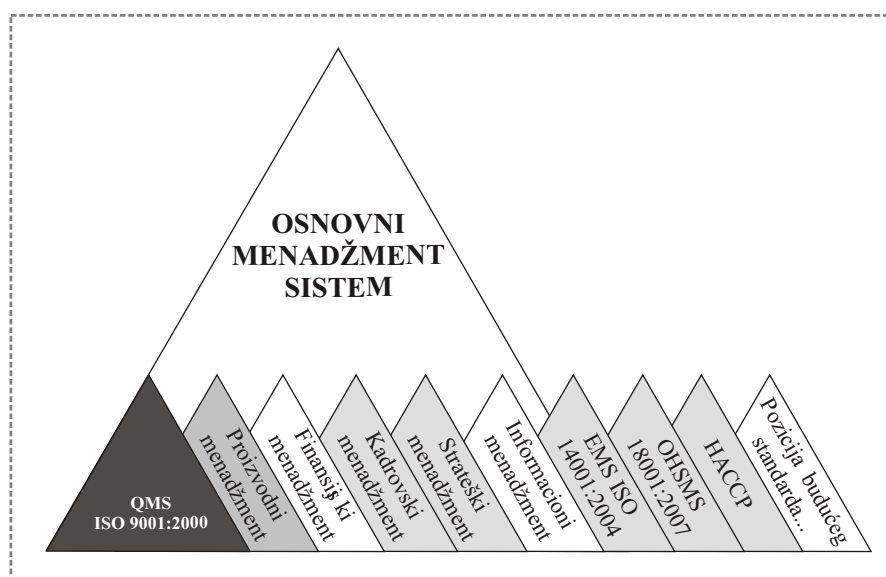 OSNOVNI
MENADŽMENT
SISTEM
QMS
ISO 9001:2000
Proizvodni
menadžment
Finansijski
menadžment
Kadrovski
menadžment
Strateški
menadžment
Informacioni
menadžment
EMS ISO
14001:2004
OHSMS
18001:2007
HACCP
Pozicija budućeg
standarda...